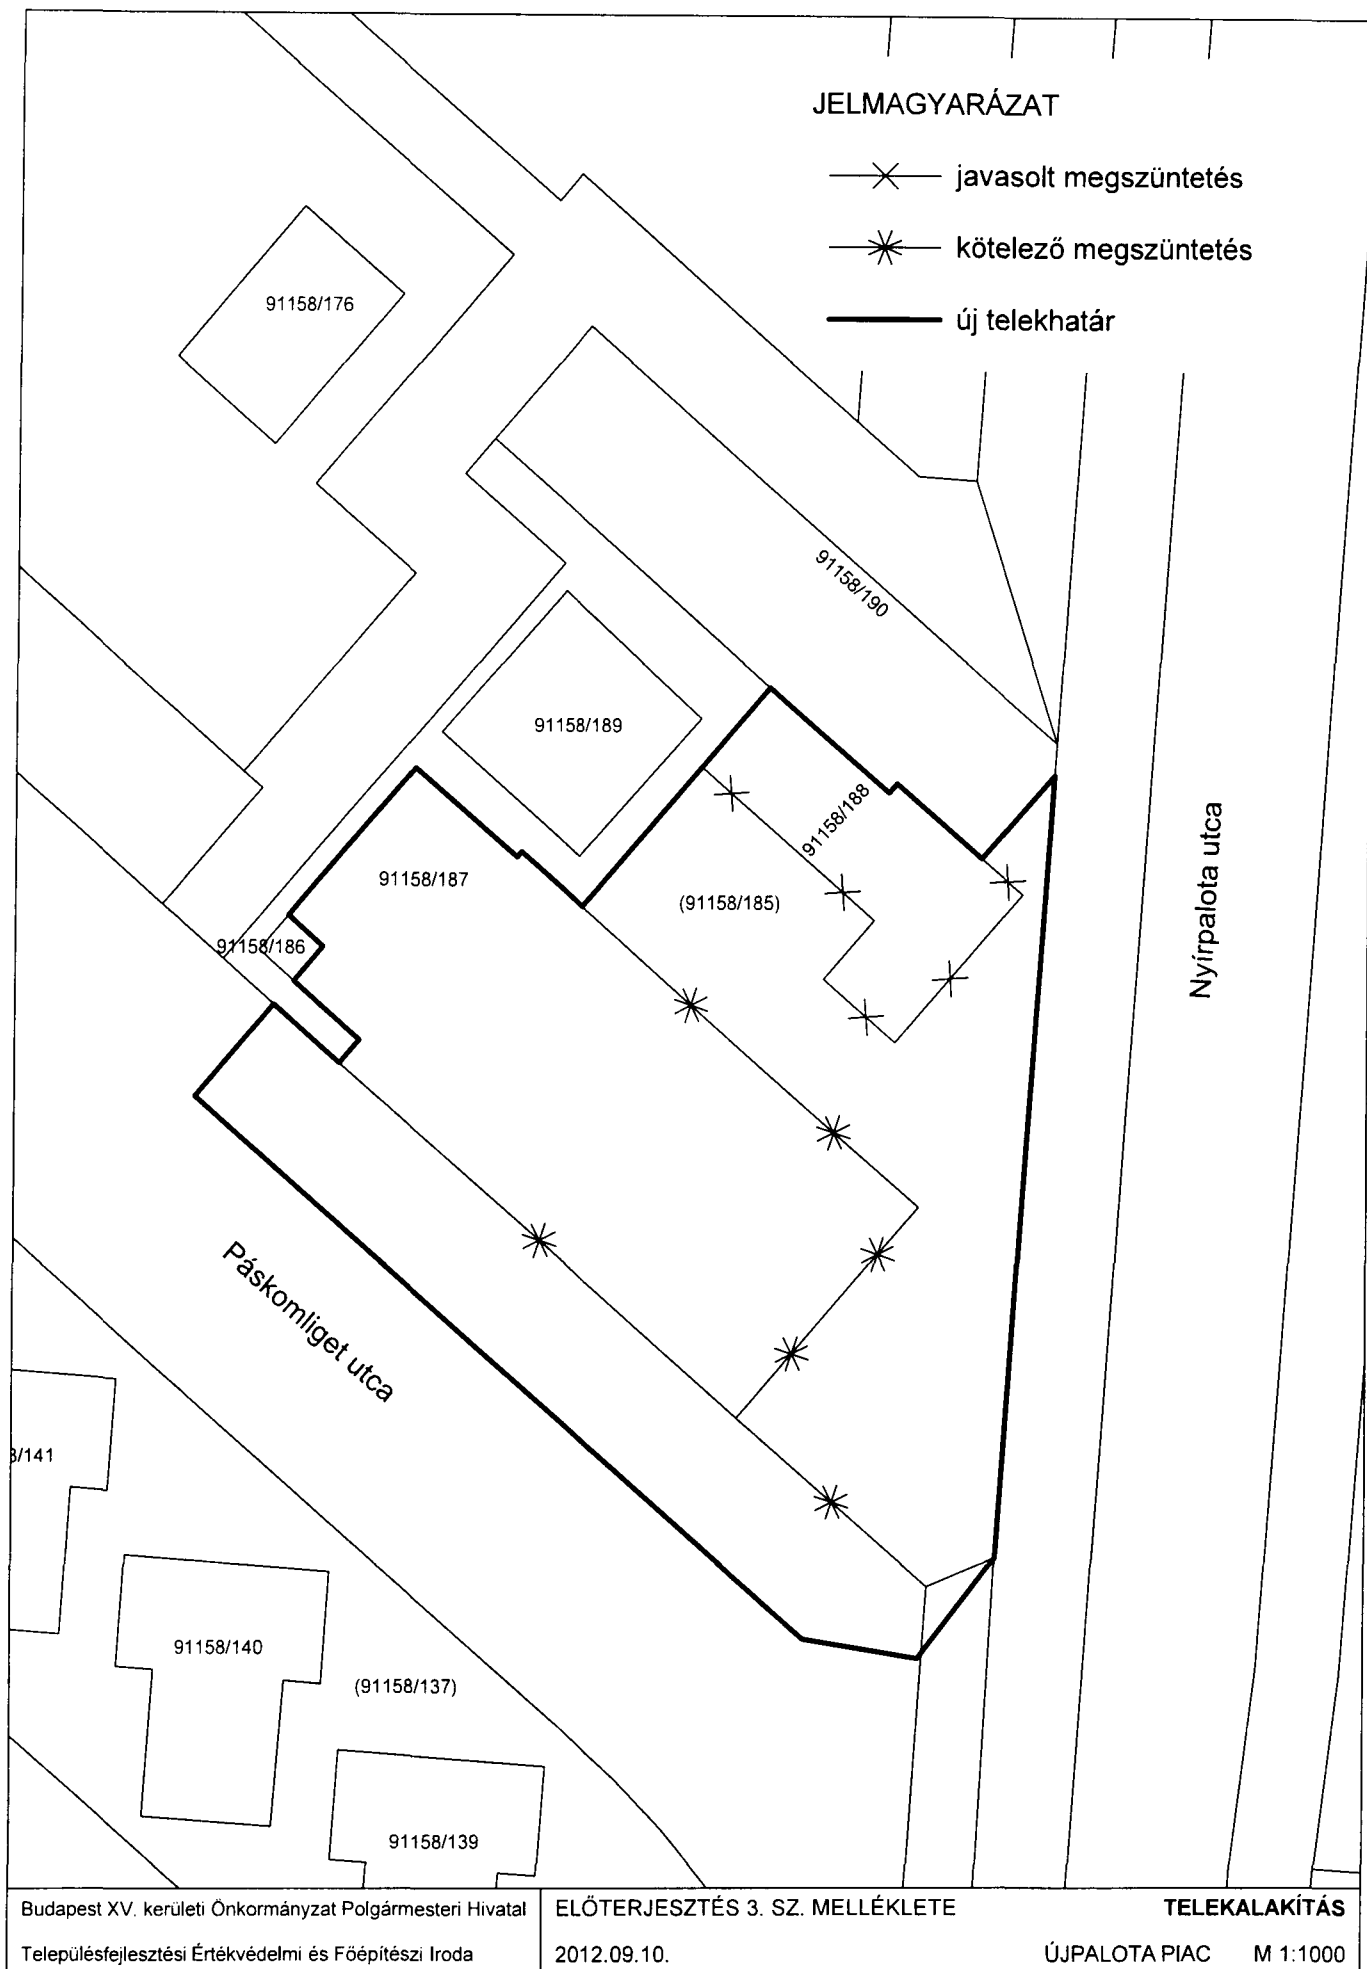 JELMAGYARÁZAT
javasolt megszüntetés
kötelező megszüntetés
új telekhatár
91158/176
91158/190
91158/189
91158/188
91158/187
(91158/185)
91158/186
Nyírpalota utca
Páskomliget utca
3/141
91158/140
(91158/137)
91158/139
Budapest XV. kerületi Önkormányzat Polgármesteri Hivatal
Településfejlesztési Értékvédelmi és Főépítészi Iroda
ELŐTERJESZTÉS 3. SZ. MELLÉKLETE
2012.09.10.
TELEKALAKÍTÁS
ÚJPALOTA PIAC M 1:1000